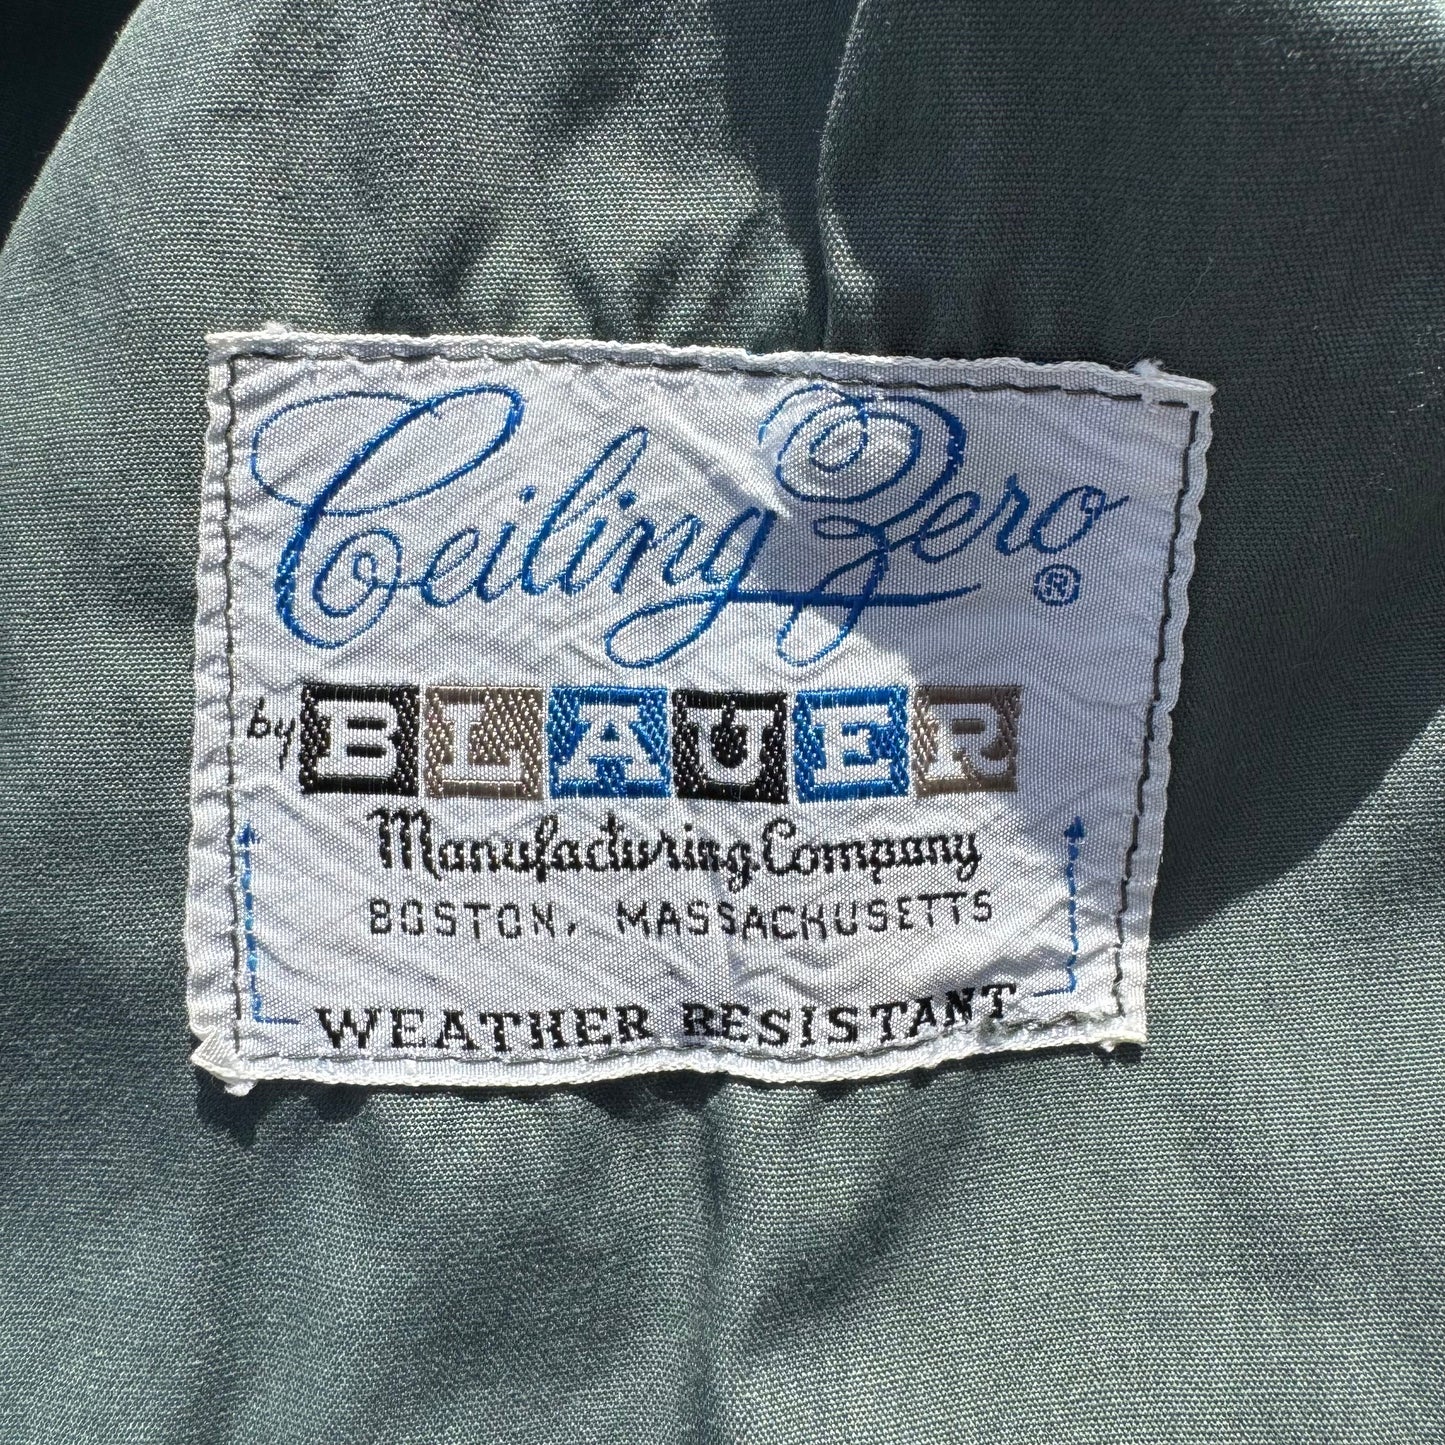 Ceiling Zero ®
by BLAUER
Manufacturing Company
BOSTON, MASSACHUSETTS
WEATHER RESISTANT